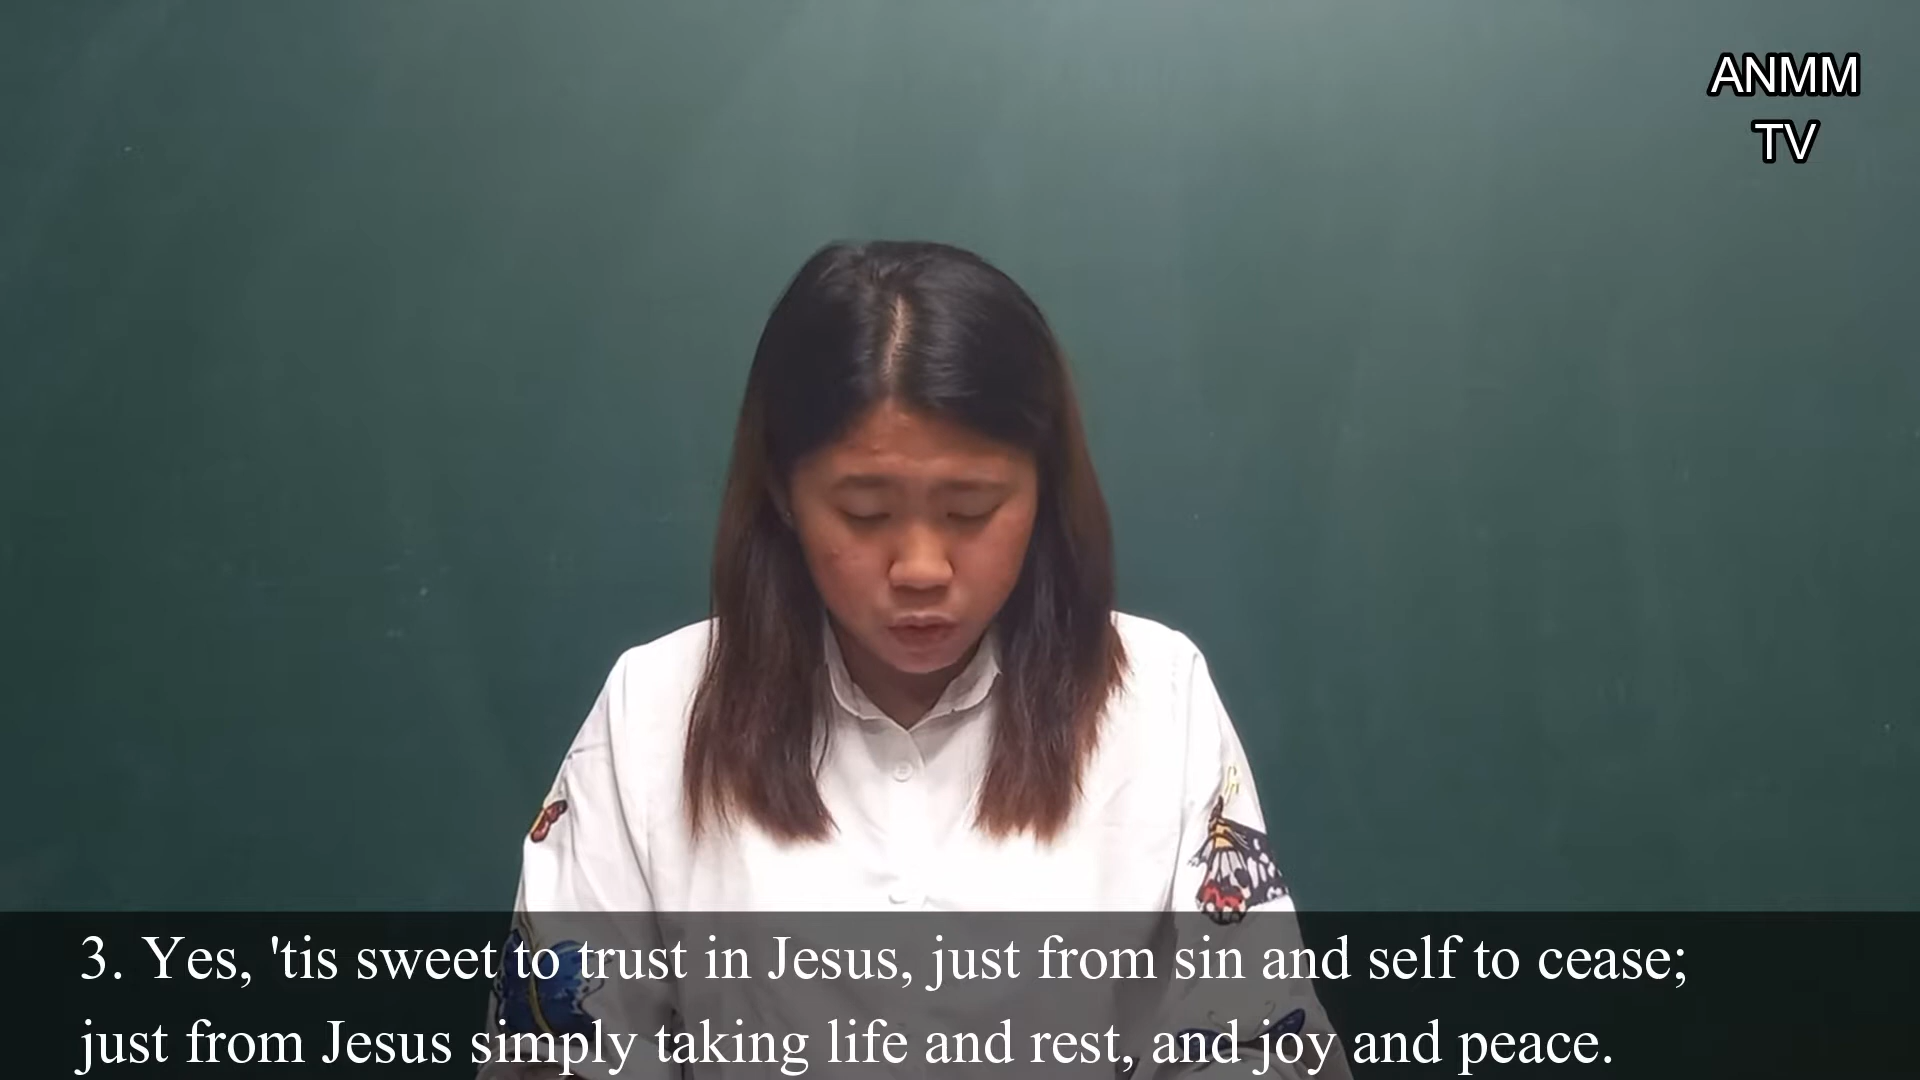 ANMM
TV
3. Yes, 'tis sweet to trust in Jesus, just from sin and self to cease;
just from Jesus simply taking life and rest, and joy and peace.